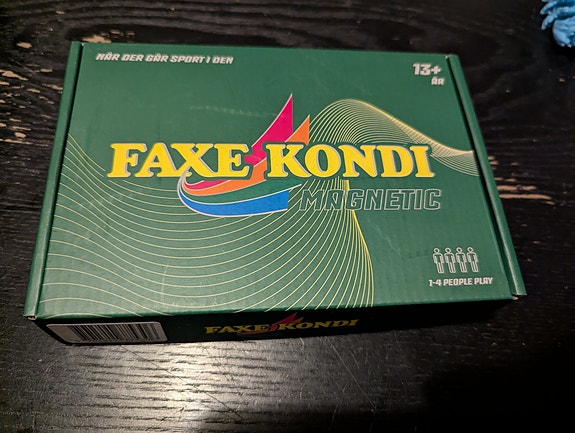 NÅR DER GÅR SPORT I DEN
13+
ÅR
FAXE KONDI
MAGNETIC
1-4 PEOPLE PLAY
FAXE KONDI